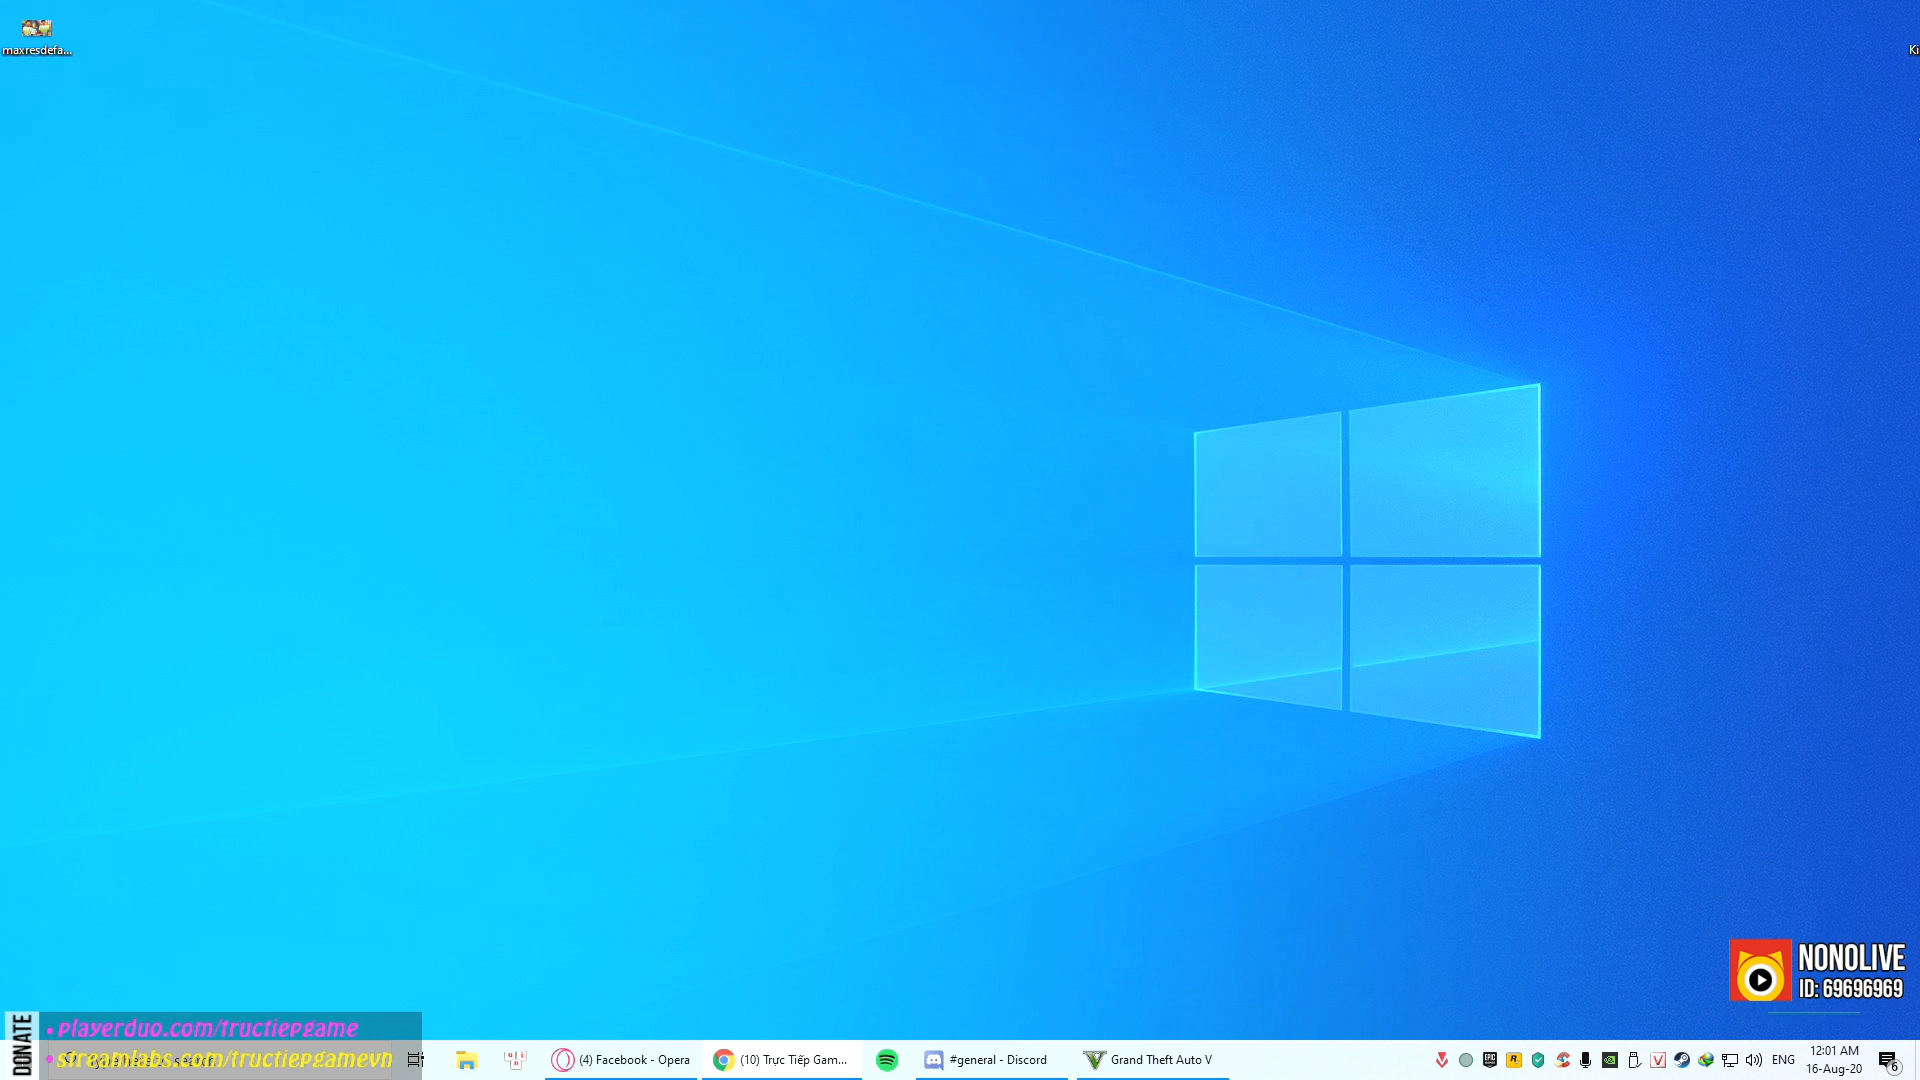 maxresdefa...
Ki
NONOLIVE
ID: 69696969
DONATE
• playerduo.com/tructiepgame
• streamlabs.com/tructiepgamevn
(4) Facebook - Opera
(10) Trực Tiếp Gam...
#general - Discord
Grand Theft Auto V
ENG
12:01 AM
16-Aug-20
6